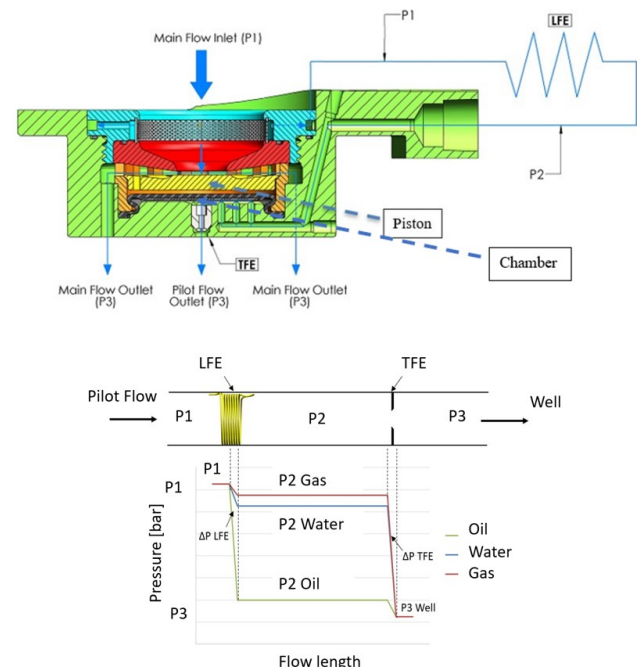 P1
LFE
Main Flow Inlet (P1)
P2
Piston
Chamber
TFE
Main Flow Outlet
(P3)
Pilot Flow
Outlet (P3)
Main Flow Outlet
(P3)
LFE
TFE
Pilot Flow
P1
P2
P3
Well
P1
P1
P2 Gas
ΔP LFE
P2 Water
ΔP TFE
Oil
Water
Gas
P2 Oil
P3 Well
P3
Pressure [bar]
Flow length